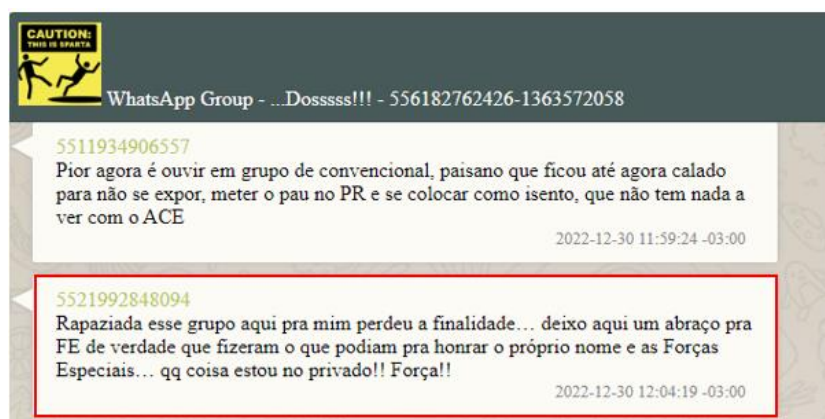 CAUTION:
THIS IS SPARTA
WhatsApp Group - ...Dosssss!!! - 556182762426-1363572058
5511934906557
Pior agora é ouvir em grupo de convencional, paisano que ficou até agora calado
para não se expor, meter o pau no PR e se colocar como isento, que não tem nada a
ver com o ACE
2022-12-30 11:59:24 -03:00
5521992848094
Rapaziada esse grupo aqui pra mim perdeu a finalidade… deixo aqui um abraço pra
FE de verdade que fizeram o que podiam pra honrar o próprio nome e as Forças
Especiais… qq coisa estou no privado!! Força!!
2022-12-30 12:04:19 -03:00